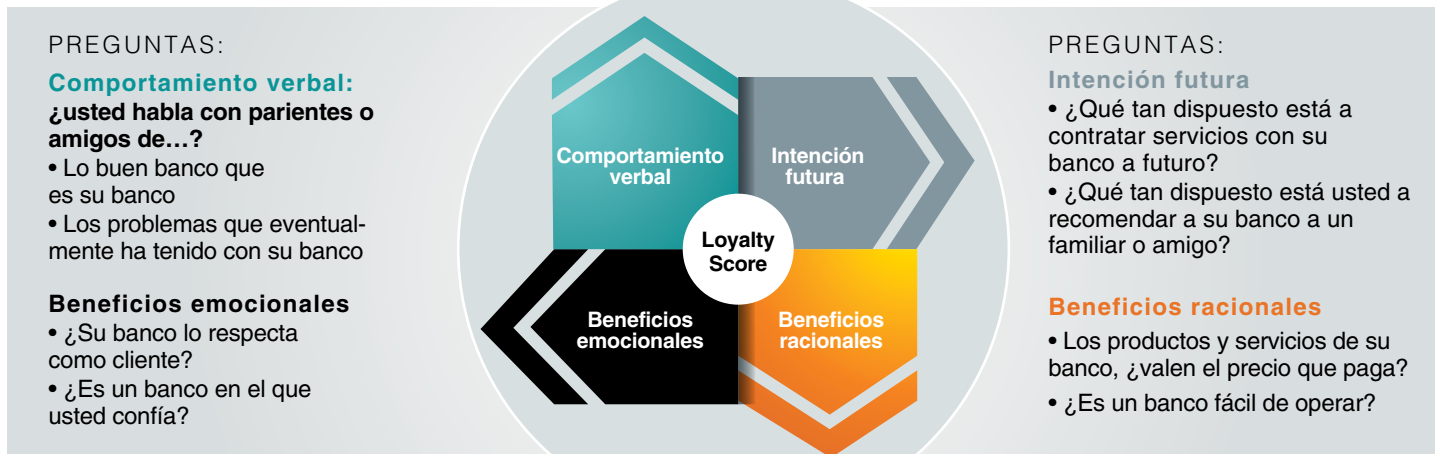 PREGUNTAS:
Comportamiento verbal:
¿usted habla con parientes o
amigos de…?
• Lo buen banco que
es su banco
• Los problemas que eventual-
mente ha tenido con su banco
Beneficios emocionales
• ¿Su banco lo respecta
como cliente?
• ¿Es un banco en el que
usted confía?
Comportamiento
verbal
Intención
futura
Loyalty
Score
Beneficios
emocionales
Beneficios
racionales
PREGUNTAS:
Intención futura
• ¿Qué tan dispuesto está a
contratar servicios con su
banco a futuro?
• ¿Qué tan dispuesto está usted a
recomendar a su banco a un
familiar o amigo?
Beneficios racionales
• Los productos y servicios de su
banco, ¿valen el precio que paga?
• ¿Es un banco fácil de operar?